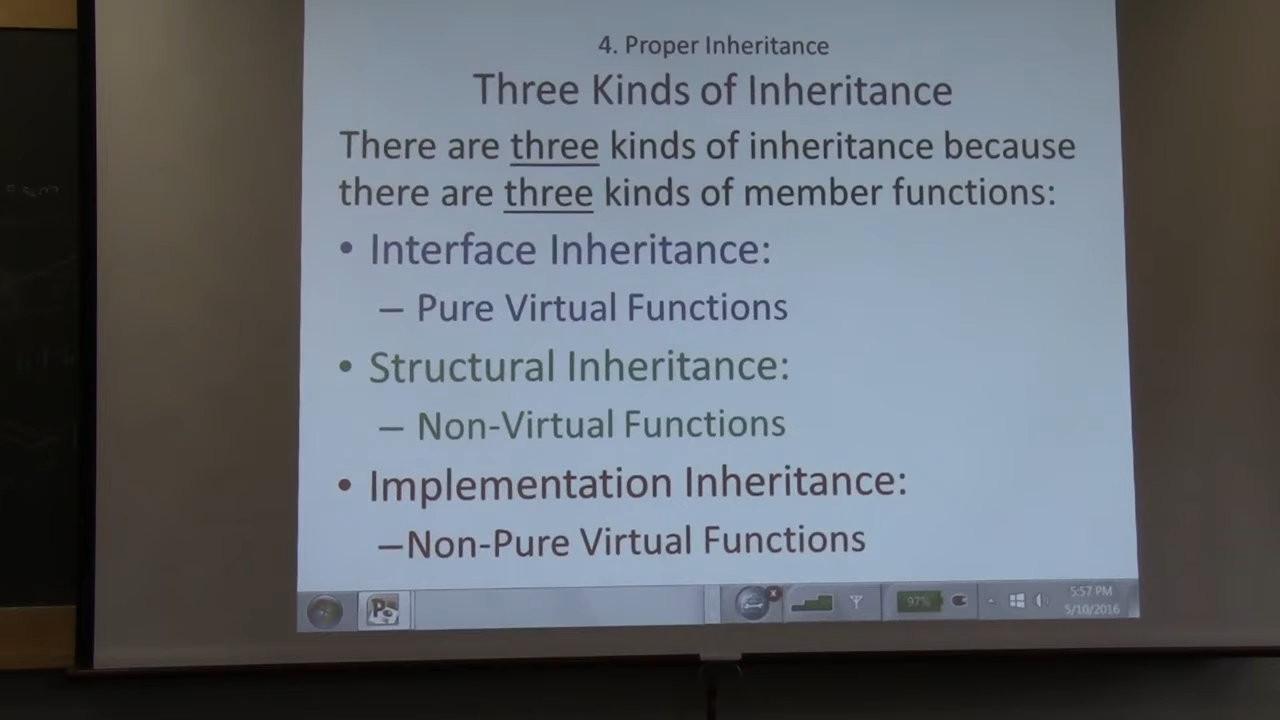 4. Proper Inheritance
Three Kinds of Inheritance
There are three kinds of inheritance because
there are three kinds of member functions:
• Interface Inheritance:
– Pure Virtual Functions
• Structural Inheritance:
– Non-Virtual Functions
• Implementation Inheritance:
–Non-Pure Virtual Functions
97%
5:57 PM
5/10/2016